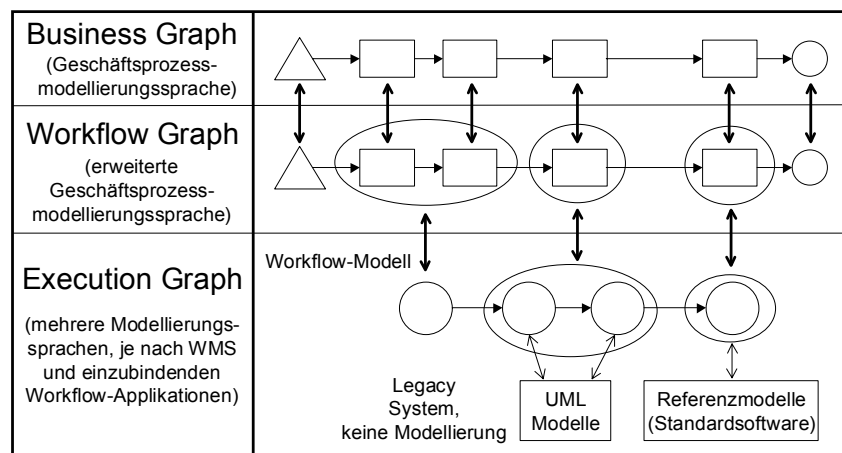 Business Graph
(Geschäftsprozess-
modellierungssprache)
Workflow Graph
(erweiterte
Geschäftsprozess-
modellierungssprache)
Execution Graph
(mehrere Modellierungs-
sprachen, je nach WMS
und einzubindenden
Workflow-Applikationen)
Workflow-Modell
Legacy
System,
keine Modellierung
UML
Modelle
Referenzmodelle
(Standardsoftware)